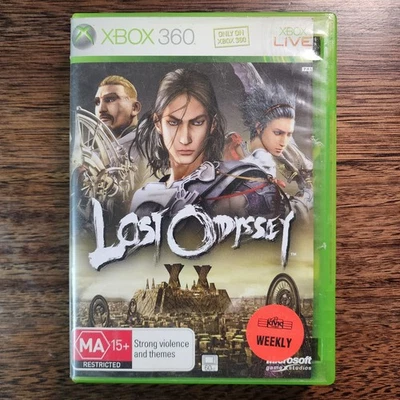 XBOX 360
ONLY ON
XBOX 360
XBOX
LIVE
LOST ODYSSEY
MA 15+
RESTRICTED
Strong violence
and themes
WEEKLY
Microsoft
game studios